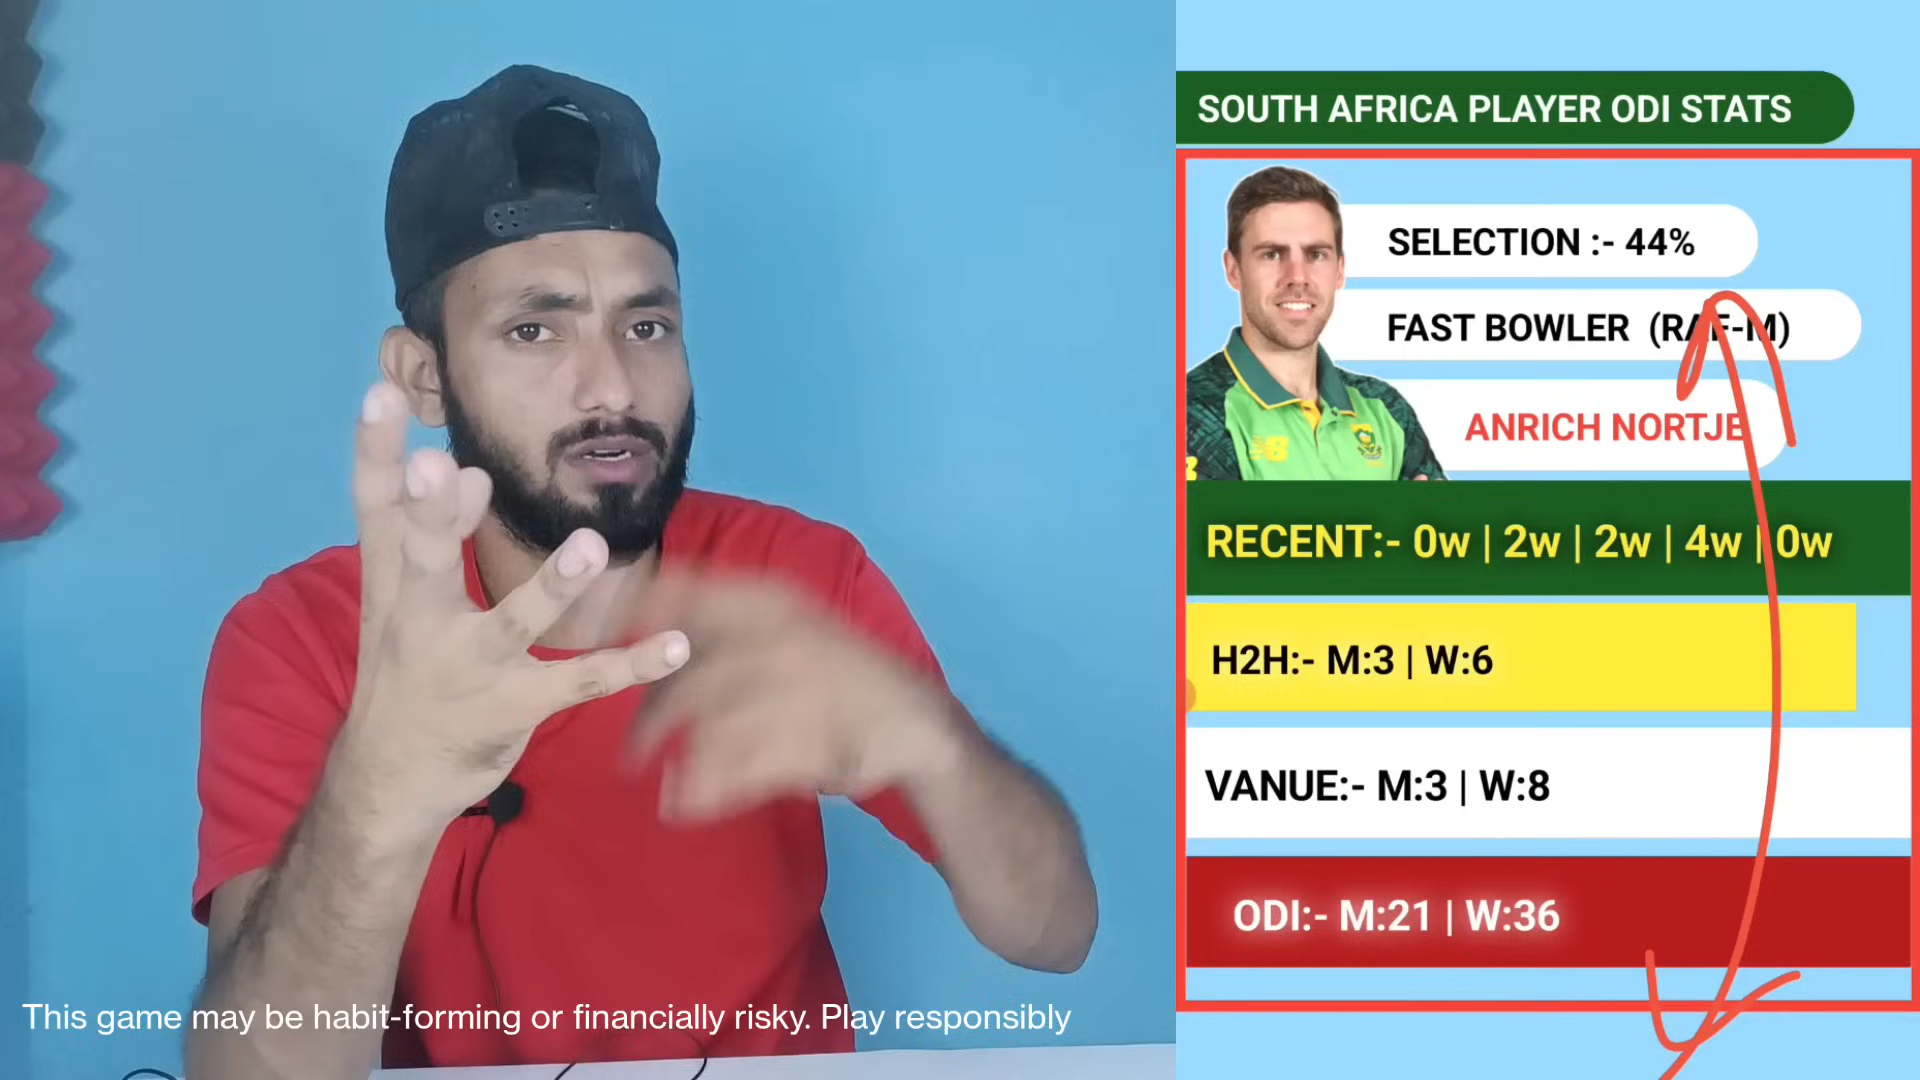 SOUTH AFRICA PLAYER ODI STATS
SELECTION :- 44%
FAST BOWLER (RAF-M)
ANRICH NORTJE
RECENT:- 0w | 2w | 2w | 4w | 0w
H2H:- M:3 | W:6
VANUE:- M:3 | W:8
ODI:- M:21 | W:36
This game may be habit-forming or financially risky. Play responsibly